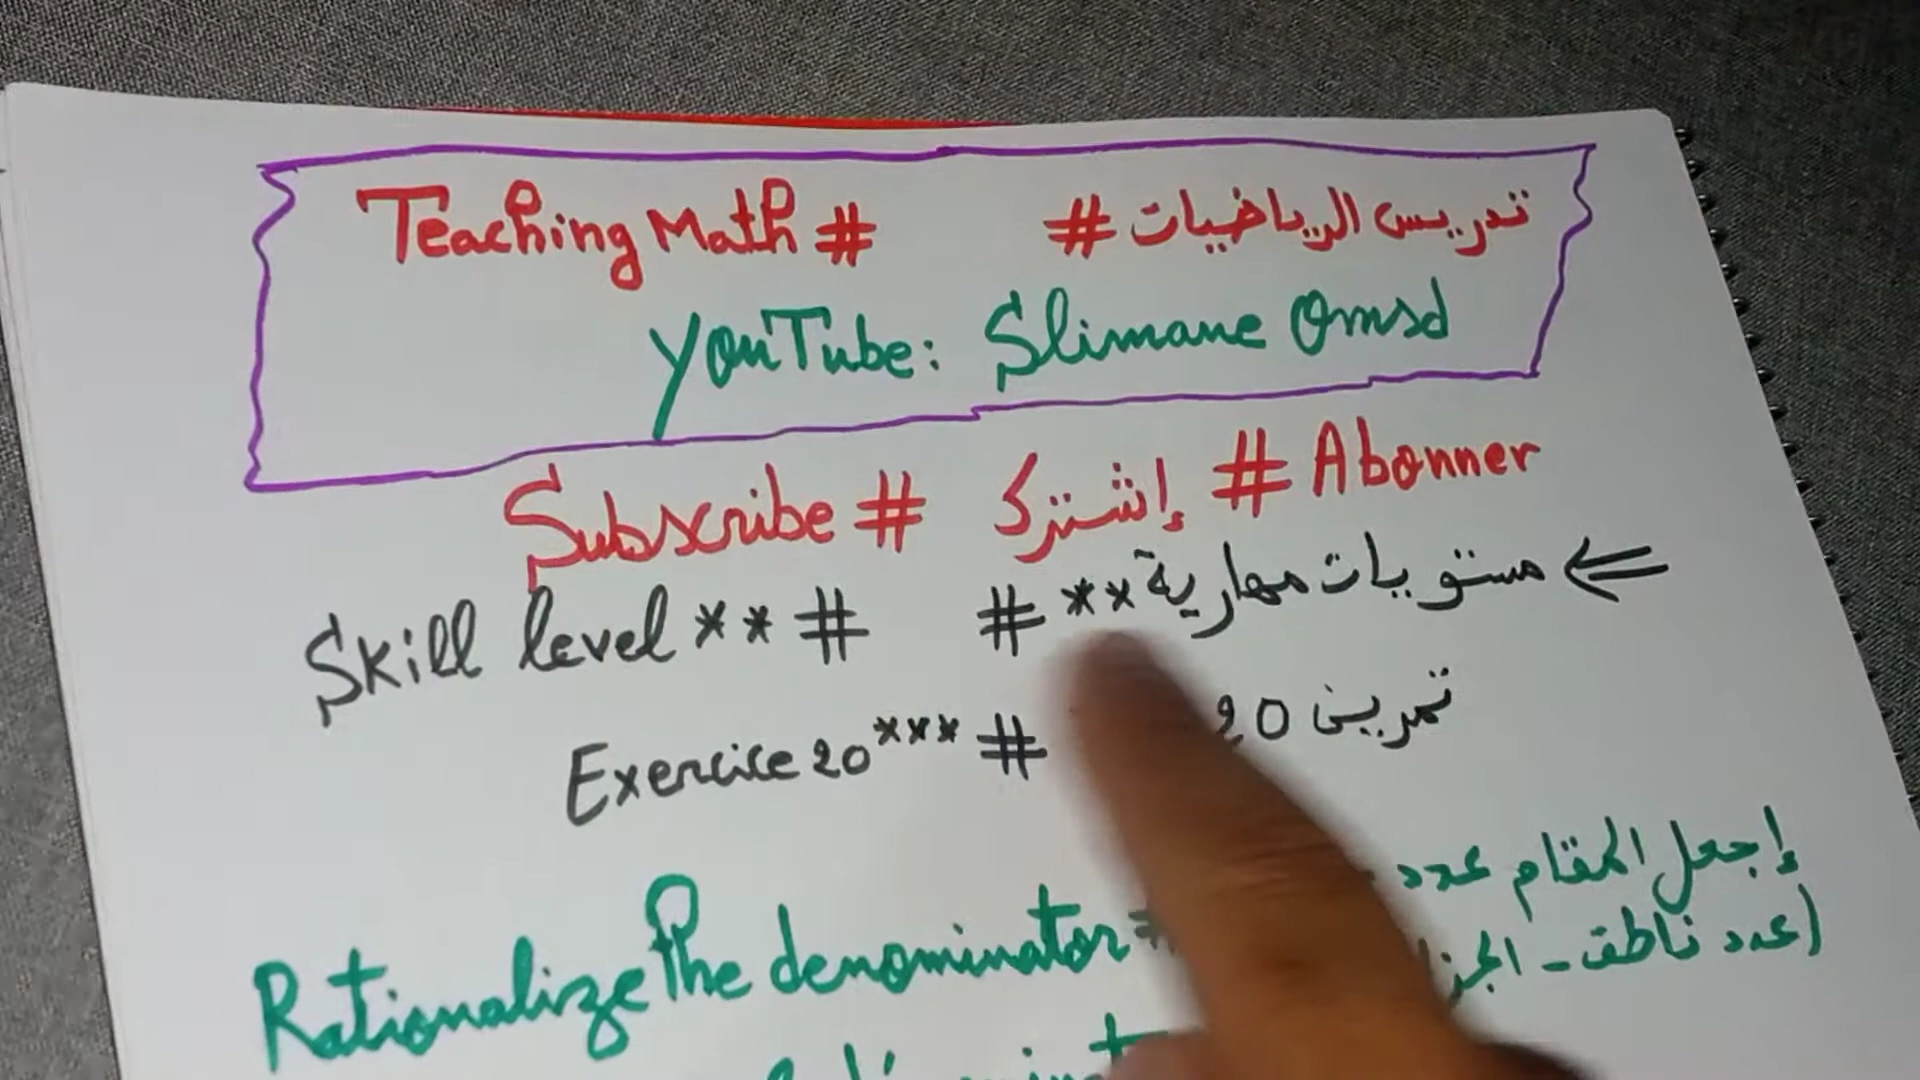 Teaching Math # # تدريس الرياضيات
YouTube: Slimane Omsd
Subscribe # إشترك # Abonner
Skill level ** # # ** مستويات مهارية ⇐
Exercice 20*** # 20 تمرين
Rationalize the denominator # إجعل المقام عدد
(عدد ناطق -